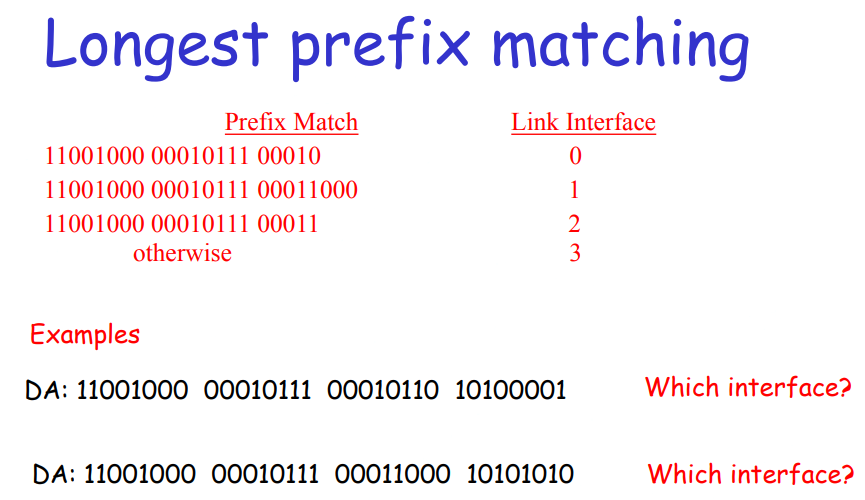 Longest prefix matching
Prefix Match Link Interface
11001000 00010111 00010 0
11001000 00010111 00011000 1
11001000 00010111 00011 2
otherwise 3
Examples
DA: 11001000 00010111 00010110 10100001 Which interface?
DA: 11001000 00010111 00011000 10101010 Which interface?